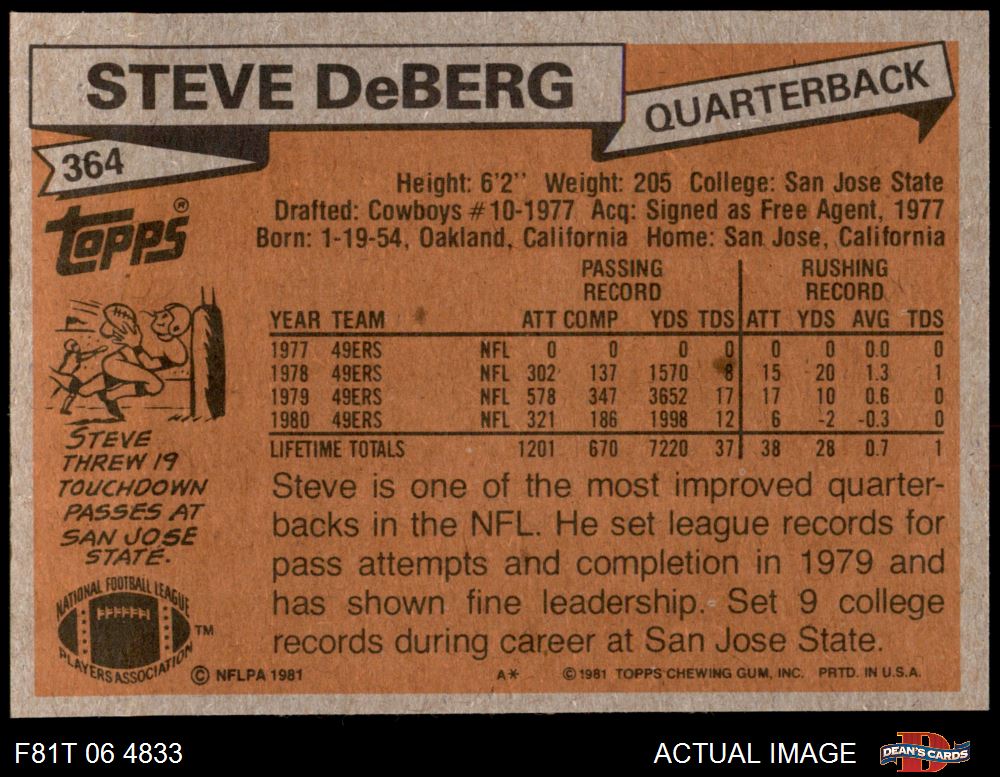 STEVE DeBERG
QUARTERBACK
364
Topps®
Height: 6'2" Weight: 205 College: San Jose State
Drafted: Cowboys #10-1977 Acq: Signed as Free Agent, 1977
Born: 1-19-54, Oakland, California Home: San Jose, California
PASSING RECORD RUSHING RECORD
YEAR TEAM ATT COMP YDS TDS ATT YDS AVG TDS
1977 49ERS NFL 0 0 0 0 0 0 0.0 0
1978 49ERS NFL 302 137 1570 8 15 20 1.3 1
1979 49ERS NFL 578 347 3652 17 17 10 0.6 0
1980 49ERS NFL 321 186 1998 12 6 -2 -0.3 0
LIFETIME TOTALS 1201 670 7220 37 38 28 0.7 1
STEVE
THREW 19
TOUCHDOWN
PASSES AT
SAN JOSE
STATE.
Steve is one of the most improved quarter-
backs in the NFL. He set league records for
pass attempts and completion in 1979 and
has shown fine leadership. Set 9 college
records during career at San Jose State.
NATIONAL FOOTBALL LEAGUE
PLAYERS ASSOCIATION
TM
© NFLPA 1981 A* © 1981 TOPPS CHEWING GUM, INC. PRTD. IN U.S.A.
F81T 06 4833 ACTUAL IMAGE DEAN'S CARDS